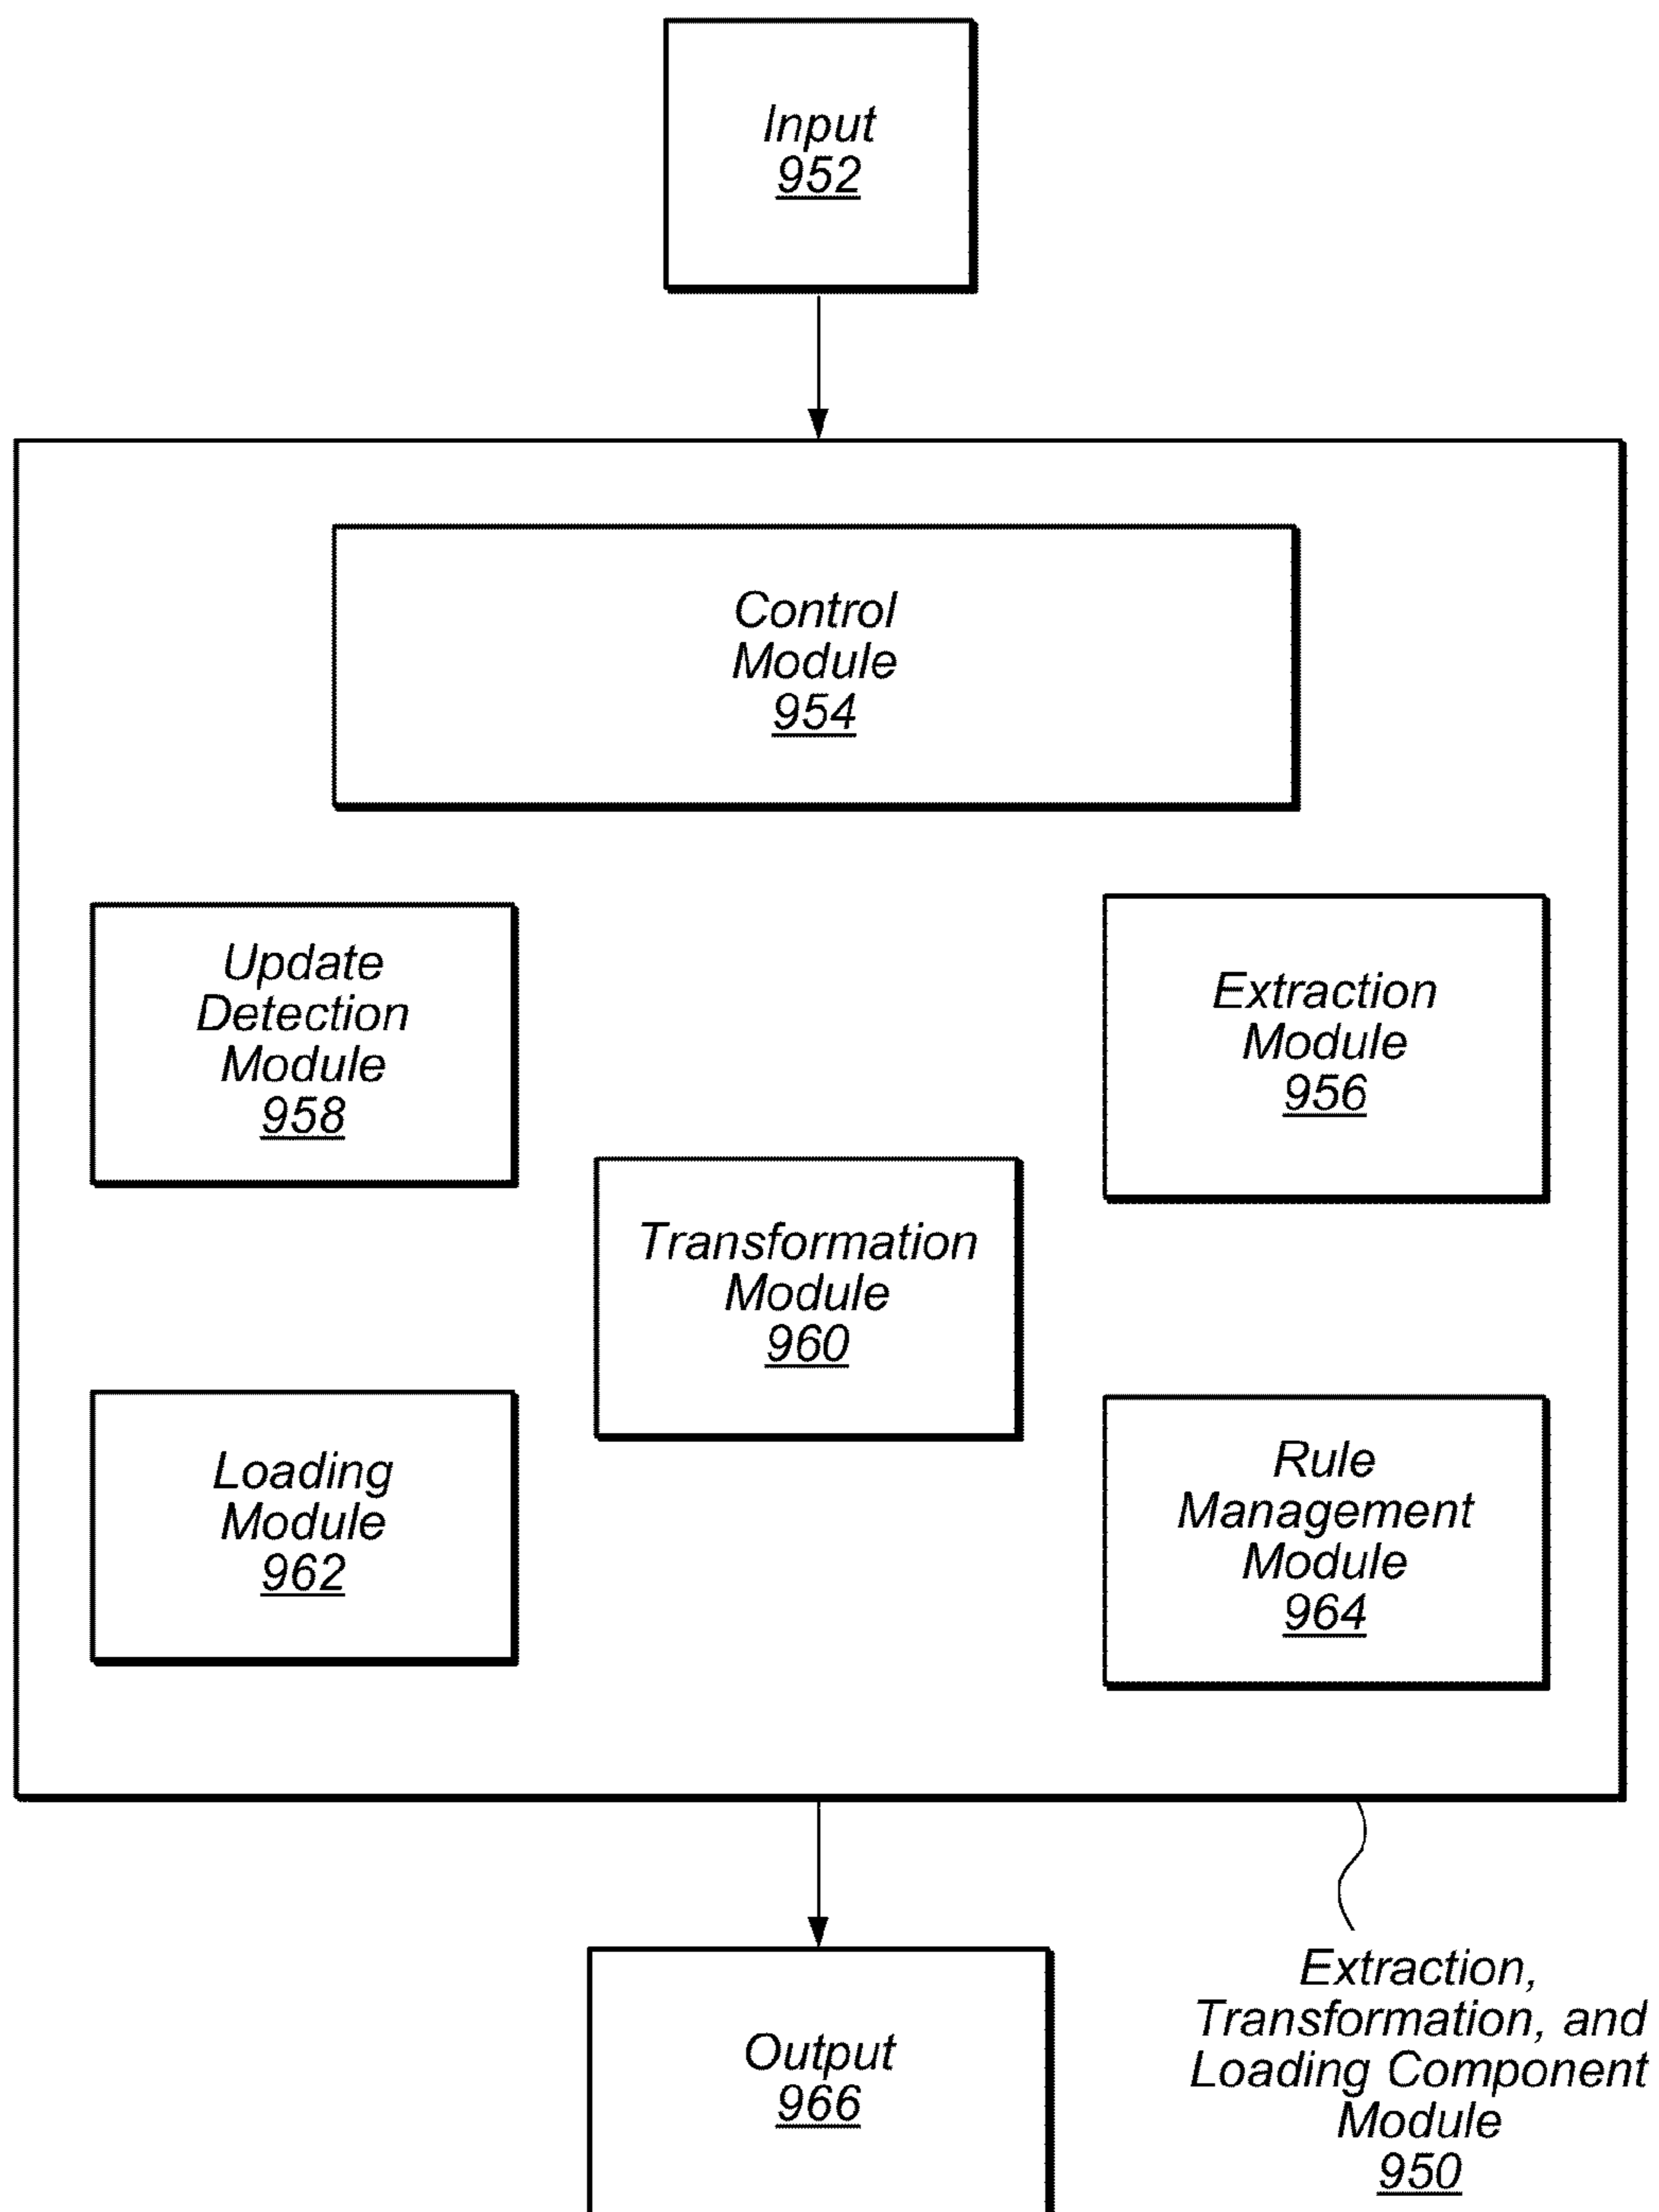 Input
952
Control
Module
954
Update
Detection
Module
958
Extraction
Module
956
Transformation
Module
960
Loading
Module
962
Rule
Management
Module
964
Output
966
Extraction,
Transformation, and
Loading Component
Module
950